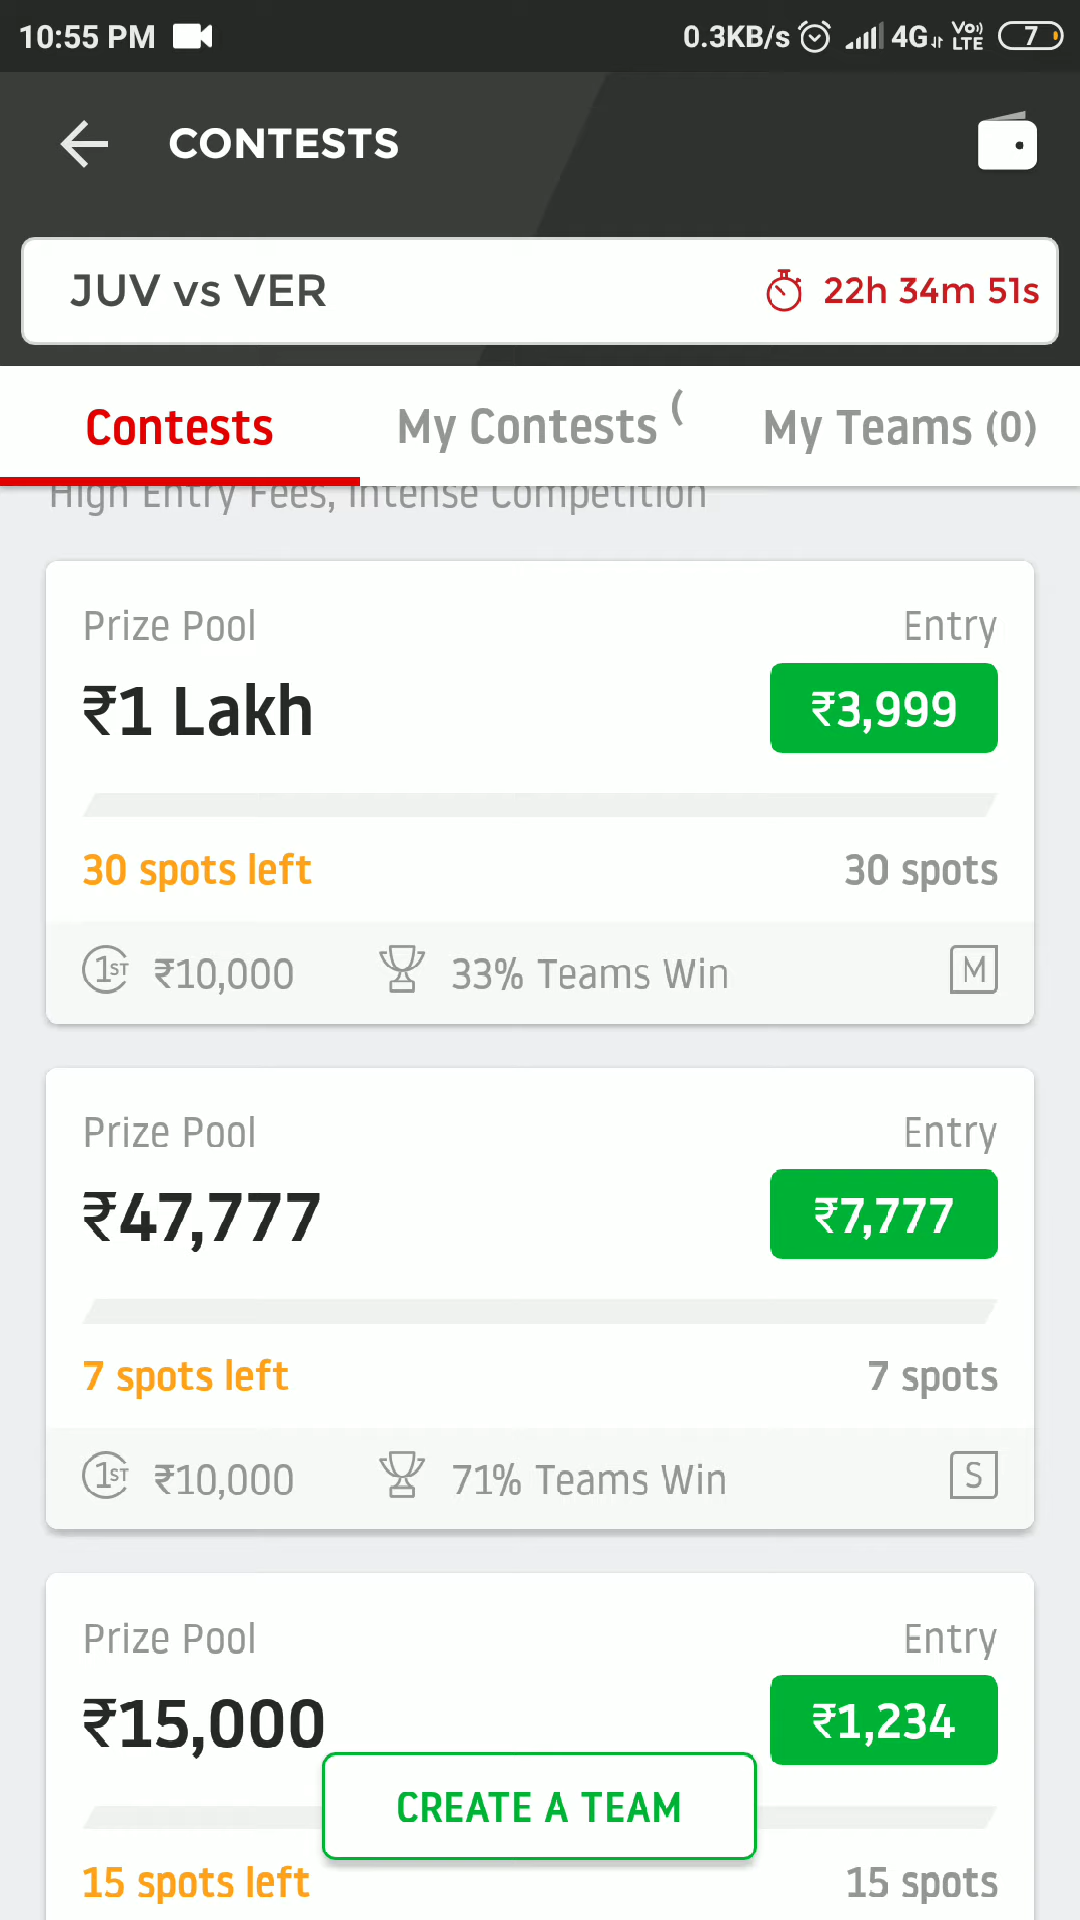 10:55 PM 0.3KB/s 4G Vo)) LTE 7
CONTESTS
JUV vs VER 22h 34m 51s
Contests My Contests ( My Teams (0)
High Entry Fees, Intense Competition
Prize Pool Entry
₹1 Lakh ₹3,999
30 spots left 30 spots
1ST ₹10,000 33% Teams Win M
Prize Pool Entry
₹47,777 ₹7,777
7 spots left 7 spots
1ST ₹10,000 71% Teams Win S
Prize Pool Entry
₹15,000 ₹1,234
CREATE A TEAM
15 spots left 15 spots